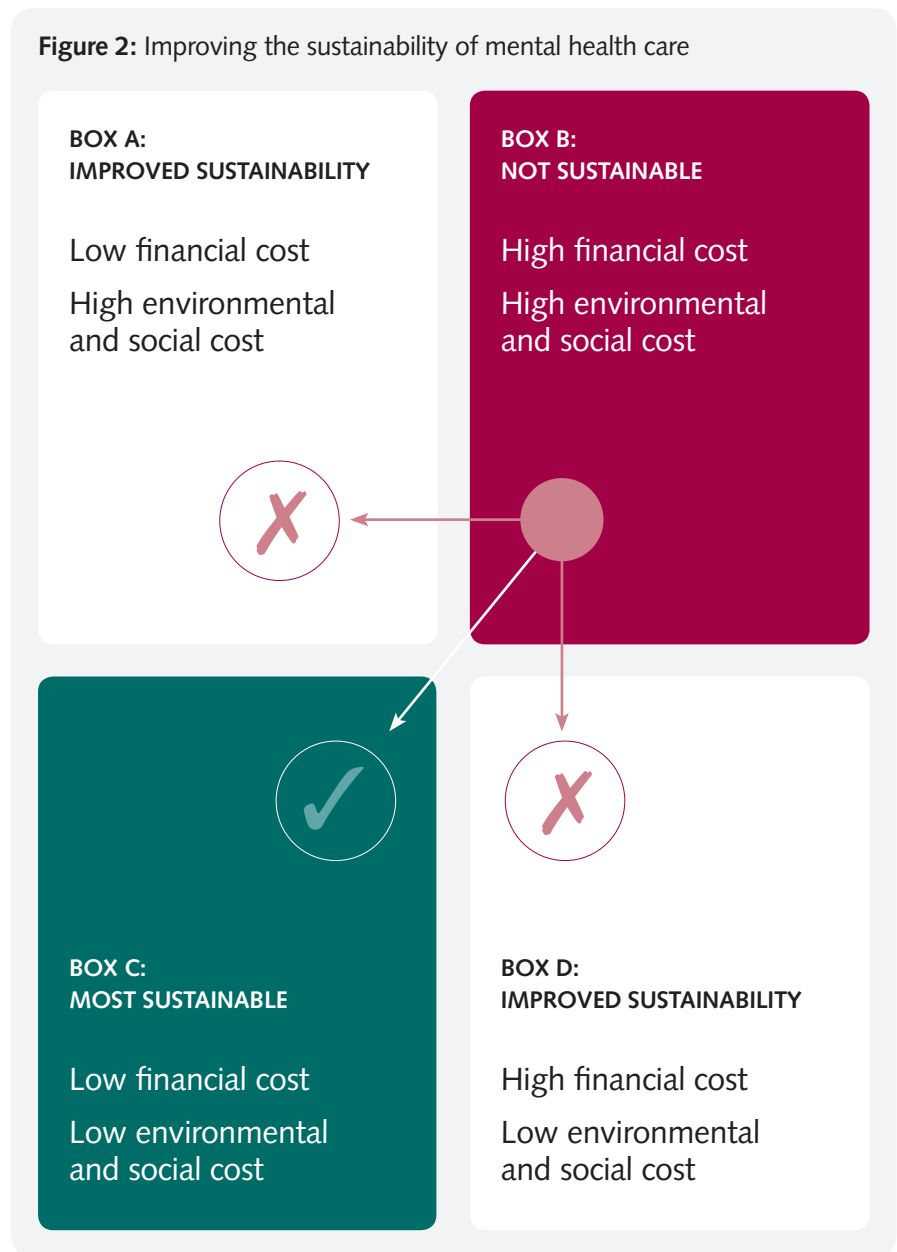 Figure 2: Improving the sustainability of mental health care
BOX A:
IMPROVED SUSTAINABILITY
Low financial cost
High environmental
and social cost
BOX B:
NOT SUSTAINABLE
High financial cost
High environmental
and social cost
BOX C:
MOST SUSTAINABLE
Low financial cost
Low environmental
and social cost
BOX D:
IMPROVED SUSTAINABILITY
High financial cost
Low environmental
and social cost